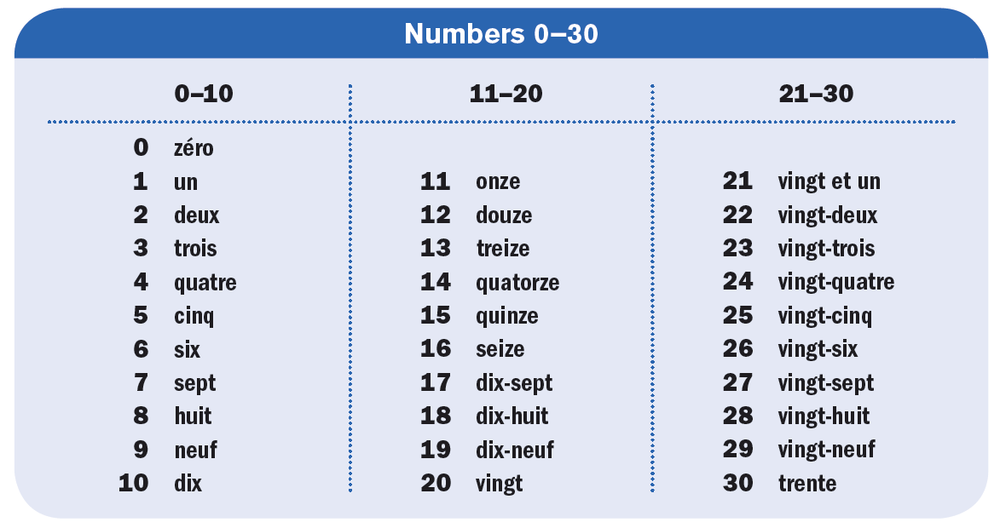 Numbers 0–30
0–10 11–20 21–30
0 zéro
1 un 11 onze 21 vingt et un
2 deux 12 douze 22 vingt-deux
3 trois 13 treize 23 vingt-trois
4 quatre 14 quatorze 24 vingt-quatre
5 cinq 15 quinze 25 vingt-cinq
6 six 16 seize 26 vingt-six
7 sept 17 dix-sept 27 vingt-sept
8 huit 18 dix-huit 28 vingt-huit
9 neuf 19 dix-neuf 29 vingt-neuf
10 dix 20 vingt 30 trente